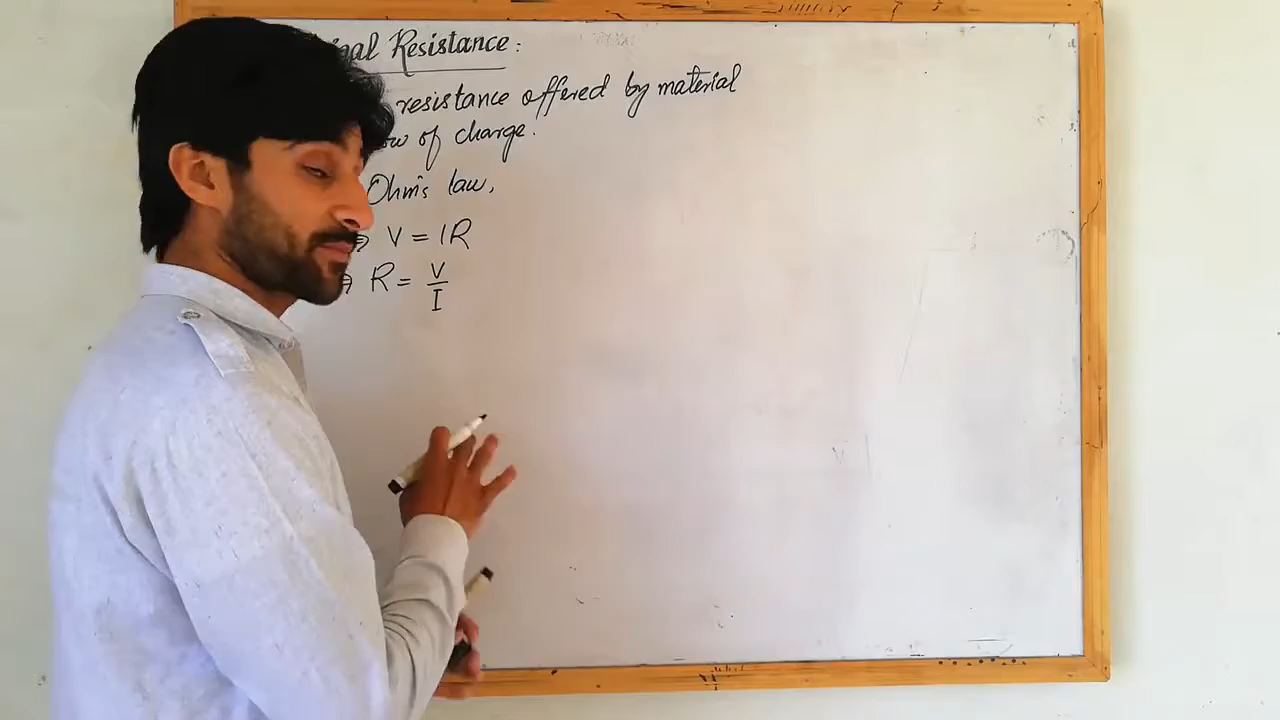 Resistance:
resistance offered by material
of charge.
Ohm's law,
⇒ V = IR
⇒ R = V/I